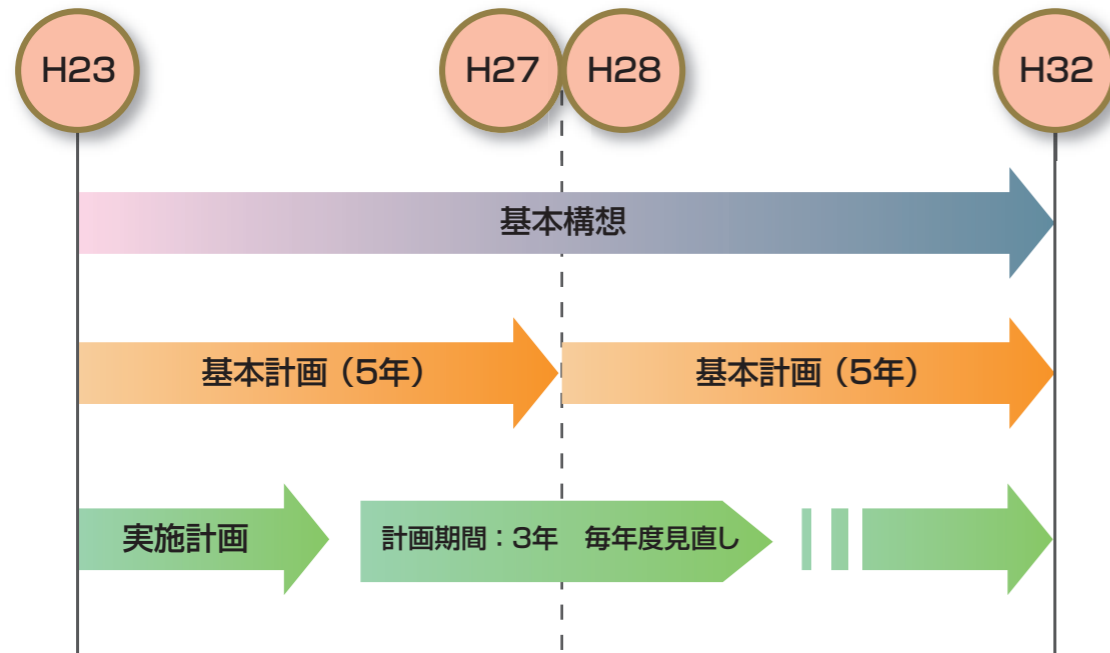 H23
H27
H28
H32
基本構想
基本計画（5年）
基本計画（5年）
実施計画
計画期間：3年　毎年度見直し